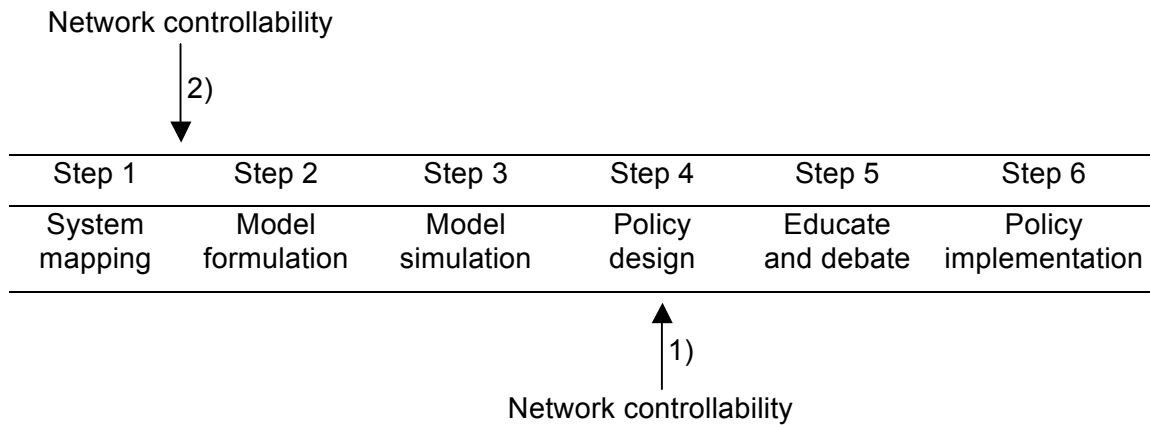 Network controllability
2)
Step 1 Step 2 Step 3 Step 4 Step 5 Step 6
System Model Model Policy Educate Policy
mapping formulation simulation design and debate implementation
1)
Network controllability